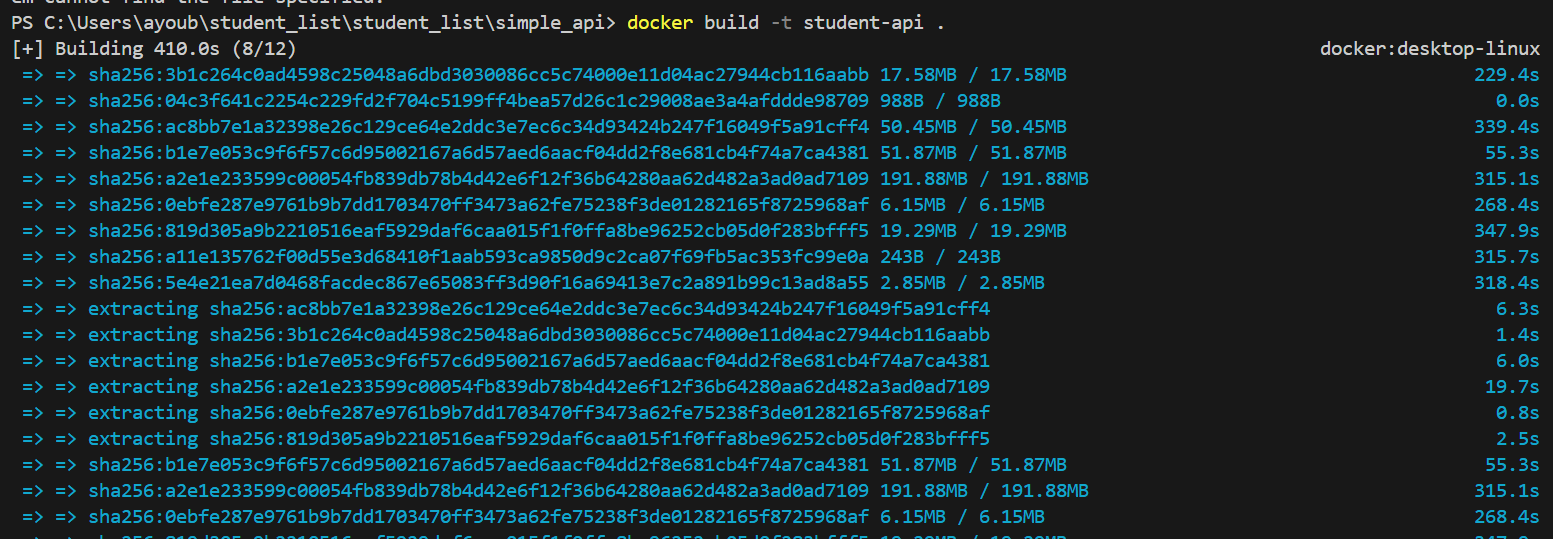 em cannot find the file specified.
PS C:\Users\ayoub\student_list\student_list\simple_api> docker build -t student-api .
[+] Building 410.0s (8/12) docker:desktop-linux
=> => sha256:3b1c264c0ad4598c25048a6dbd3030086cc5c74000e11d04ac27944cb116aabb 17.58MB / 17.58MB 229.4s
=> => sha256:04c3f641c2254c229fd2f704c5199ff4bea57d26c1c29008ae3a4afddde98709 988B / 988B 0.0s
=> => sha256:ac8bb7e1a32398e26c129ce64e2ddc3e7ec6c34d93424b247f16049f5a91cff4 50.45MB / 50.45MB 339.4s
=> => sha256:b1e7e053c9f6f57c6d95002167a6d57aed6aacf04dd2f8e681cb4f74a7ca4381 51.87MB / 51.87MB 55.3s
=> => sha256:a2e1e233599c00054fb839db78b4d42e6f12f36b64280aa62d482a3ad0ad7109 191.88MB / 191.88MB 315.1s
=> => sha256:0ebfe287e9761b9b7dd1703470ff3473a62fe75238f3de01282165f8725968af 6.15MB / 6.15MB 268.4s
=> => sha256:819d305a9b2210516eaf5929daf6caa015f1f0ffa8be96252cb05d0f283bfff5 19.29MB / 19.29MB 347.9s
=> => sha256:a11e135762f00d55e3d68410f1aab593ca9850d9c2ca07f69fb5ac353fc99e0a 243B / 243B 315.7s
=> => sha256:5e4e21ea7d0468facdec867e65083ff3d90f16a69413e7c2a891b99c13ad8a55 2.85MB / 2.85MB 318.4s
=> => extracting sha256:ac8bb7e1a32398e26c129ce64e2ddc3e7ec6c34d93424b247f16049f5a91cff4 6.3s
=> => extracting sha256:3b1c264c0ad4598c25048a6dbd3030086cc5c74000e11d04ac27944cb116aabb 1.4s
=> => extracting sha256:b1e7e053c9f6f57c6d95002167a6d57aed6aacf04dd2f8e681cb4f74a7ca4381 6.0s
=> => extracting sha256:a2e1e233599c00054fb839db78b4d42e6f12f36b64280aa62d482a3ad0ad7109 19.7s
=> => extracting sha256:0ebfe287e9761b9b7dd1703470ff3473a62fe75238f3de01282165f8725968af 0.8s
=> => extracting sha256:819d305a9b2210516eaf5929daf6caa015f1f0ffa8be96252cb05d0f283bfff5 2.5s
=> => sha256:b1e7e053c9f6f57c6d95002167a6d57aed6aacf04dd2f8e681cb4f74a7ca4381 51.87MB / 51.87MB 55.3s
=> => sha256:a2e1e233599c00054fb839db78b4d42e6f12f36b64280aa62d482a3ad0ad7109 191.88MB / 191.88MB 315.1s
=> => sha256:0ebfe287e9761b9b7dd1703470ff3473a62fe75238f3de01282165f8725968af 6.15MB / 6.15MB 268.4s